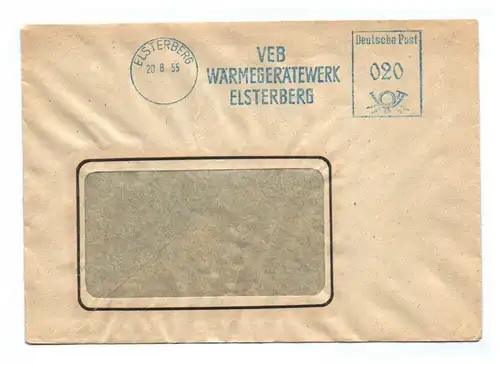 ELSTERBERG
20 8 55
VEB
WÄRMEGERÄTEWERK
ELSTERBERG
Deutsche Post
020